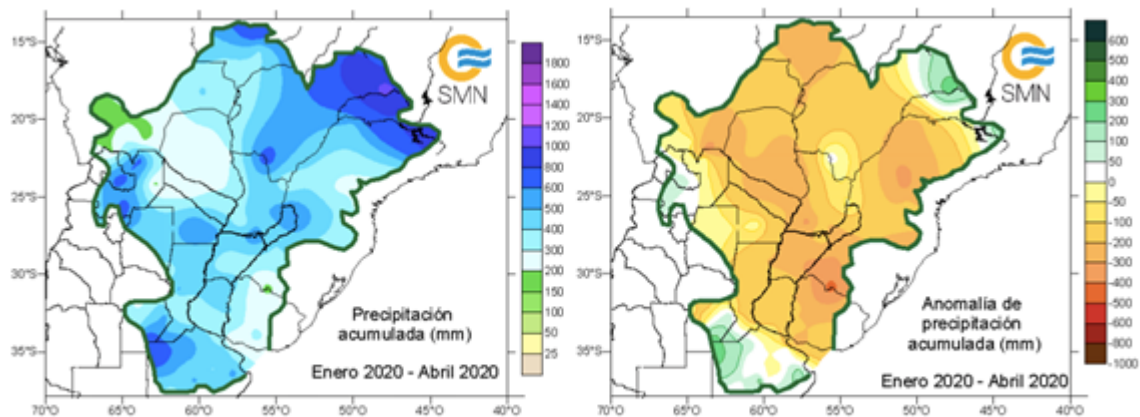 15°S
20°S
25°S
30°S
35°S
70°O
65°O
60°O
55°O
50°O
45°O
40°O
SMN
1800
1600
1400
1200
1000
800
600
500
400
300
200
150
100
50
25
Precipitación
acumulada (mm)
Enero 2020 - Abril 2020
15°S
20°S
25°S
30°S
35°S
70°O
65°O
60°O
55°O
50°O
45°O
40°O
SMN
600
500
400
300
200
100
50
0
-50
-100
-200
-300
-400
-500
-600
-800
-1000
Anomalía de
precipitación
acumulada (mm)
Enero 2020 - Abril 2020